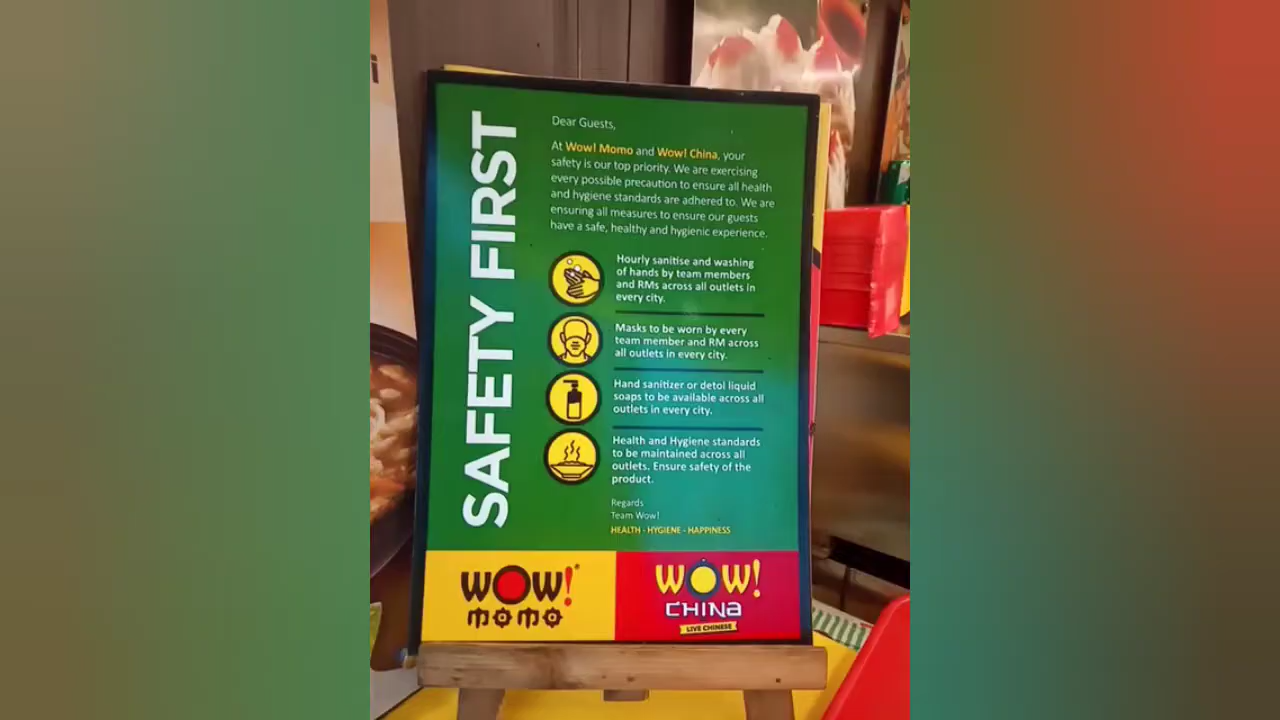 SAFETY FIRST
Dear Guests,
At Wow! Momo and Wow! China, your
safety is our top priority. We are exercising
every possible precaution to ensure all health
and hygiene standards are adhered to. We are
ensuring all measures to ensure our guests
have a safe, healthy and hygienic experience.
Hourly sanitise and washing
of hands by team members
and RMs across all outlets in
every city.
Masks to be worn by every
team member and RM across
all outlets in every city.
Hand sanitizer or detol liquid
soaps to be available across all
outlets in every city.
Health and Hygiene standards
to be maintained across all
outlets. Ensure safety of the
product.
Regards
Team Wow!
HEALTH - HYGIENE - HAPPINESS
WOW!
MOMO
WOW!
CHINA
LIVE CHINESE